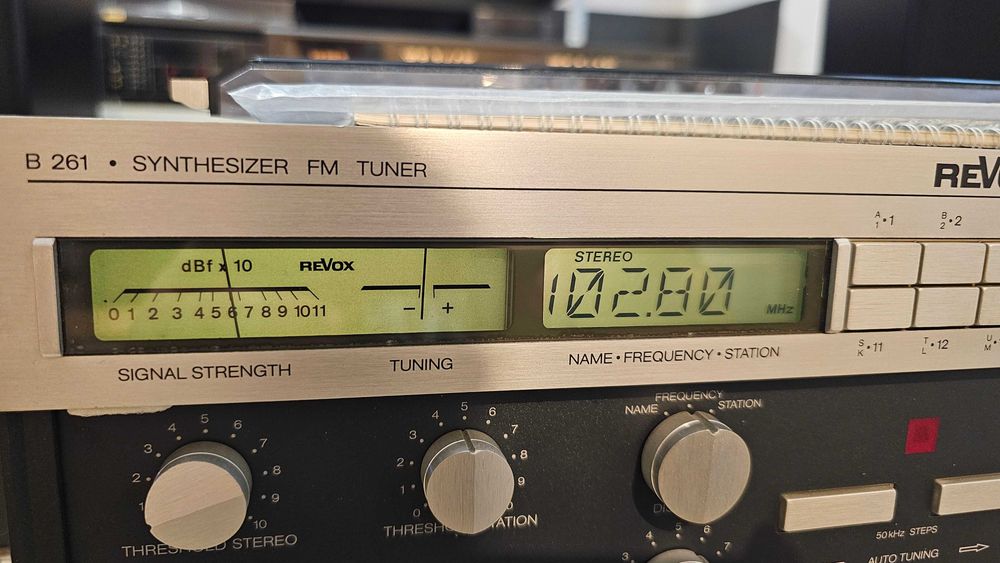 B 261 • SYNTHESIZER FM TUNER
REVOX
A 1 • 1
B 2 • 2
dBf x 10
REVOX
0 1 2 3 4 5 6 7 8 9 10 11
− +
STEREO
102.80
MHz
SIGNAL STRENGTH
TUNING
NAME • FREQUENCY • STATION
S K • 11
T L • 12
U M •
NAME
FREQUENCY
STATION
1 2 3 4 5 6 7 8 9 10
0 1 2 3 4 5 6 7 8 9
THRESHOLD STEREO
50 kHz STEPS
AUTO TUNING
3 4 5 6 7